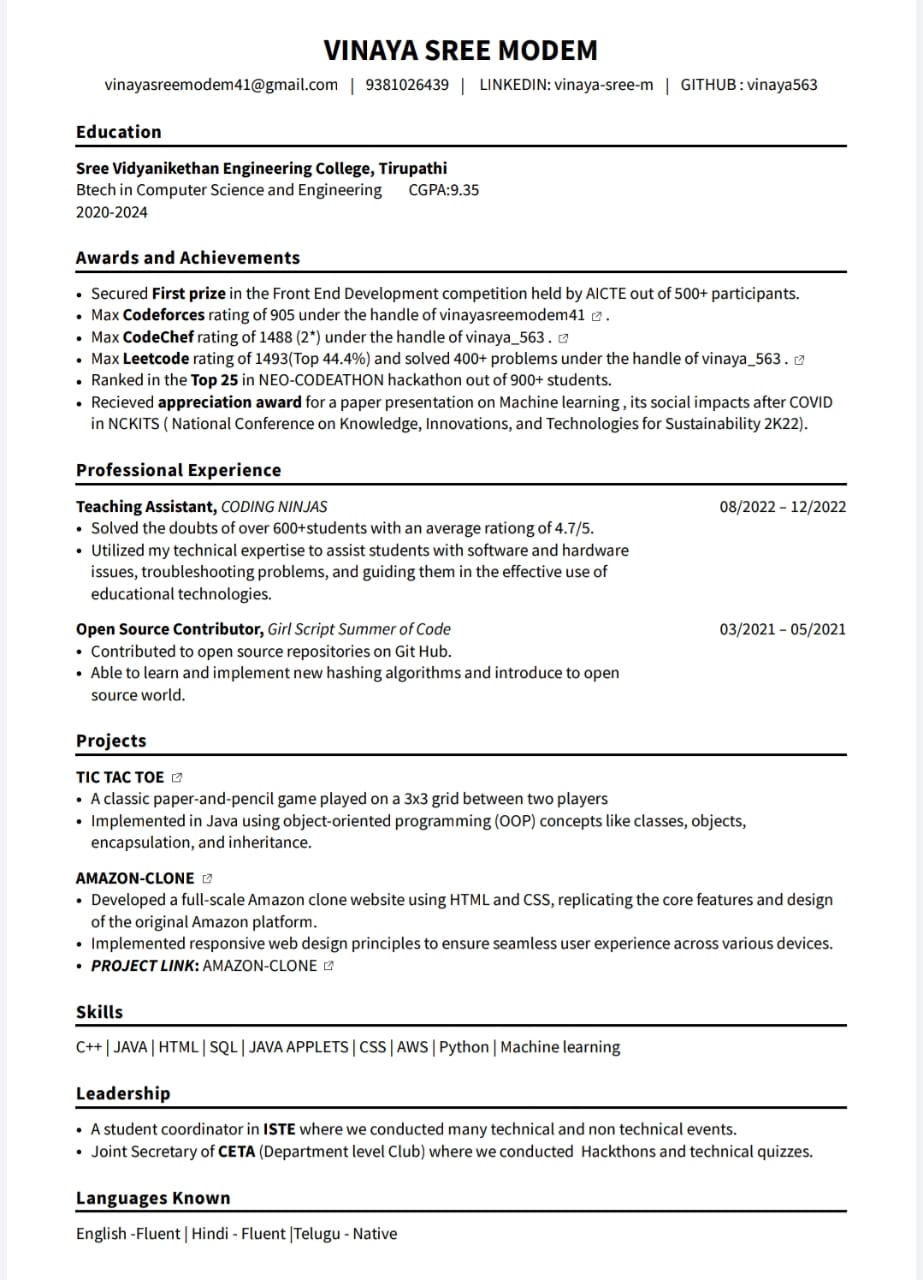 VINAYA SREE MODEM
vinayasreemodem41@gmail.com | 9381026439 | LINKEDIN: vinaya-sree-m | GITHUB : vinaya563
Education
Sree Vidyanikethan Engineering College, Tirupathi
Btech in Computer Science and Engineering CGPA:9.35
2020-2024
Awards and Achievements
• Secured First prize in the Front End Development competition held by AICTE out of 500+ participants.
• Max Codeforces rating of 905 under the handle of vinayasreemodem41 .
• Max CodeChef rating of 1488 (2*) under the handle of vinaya_563 .
• Max Leetcode rating of 1493(Top 44.4%) and solved 400+ problems under the handle of vinaya_563 .
• Ranked in the Top 25 in NEO-CODEATHON hackathon out of 900+ students.
• Recieved appreciation award for a paper presentation on Machine learning , its social impacts after COVID
in NCKITS ( National Conference on Knowledge, Innovations, and Technologies for Sustainability 2K22).
Professional Experience
Teaching Assistant, CODING NINJAS 08/2022 – 12/2022
• Solved the doubts of over 600+students with an average rationg of 4.7/5.
• Utilized my technical expertise to assist students with software and hardware
issues, troubleshooting problems, and guiding them in the effective use of
educational technologies.
Open Source Contributor, Girl Script Summer of Code 03/2021 – 05/2021
• Contributed to open source repositories on Git Hub.
• Able to learn and implement new hashing algorithms and introduce to open
source world.
Projects
TIC TAC TOE
• A classic paper-and-pencil game played on a 3x3 grid between two players
• Implemented in Java using object-oriented programming (OOP) concepts like classes, objects,
encapsulation, and inheritance.
AMAZON-CLONE
• Developed a full-scale Amazon clone website using HTML and CSS, replicating the core features and design
of the original Amazon platform.
• Implemented responsive web design principles to ensure seamless user experience across various devices.
• PROJECT LINK: AMAZON-CLONE
Skills
C++ | JAVA | HTML | SQL | JAVA APPLETS | CSS | AWS | Python | Machine learning
Leadership
• A student coordinator in ISTE where we conducted many technical and non technical events.
• Joint Secretary of CETA (Department level Club) where we conducted Hackthons and technical quizzes.
Languages Known
English -Fluent | Hindi - Fluent |Telugu - Native